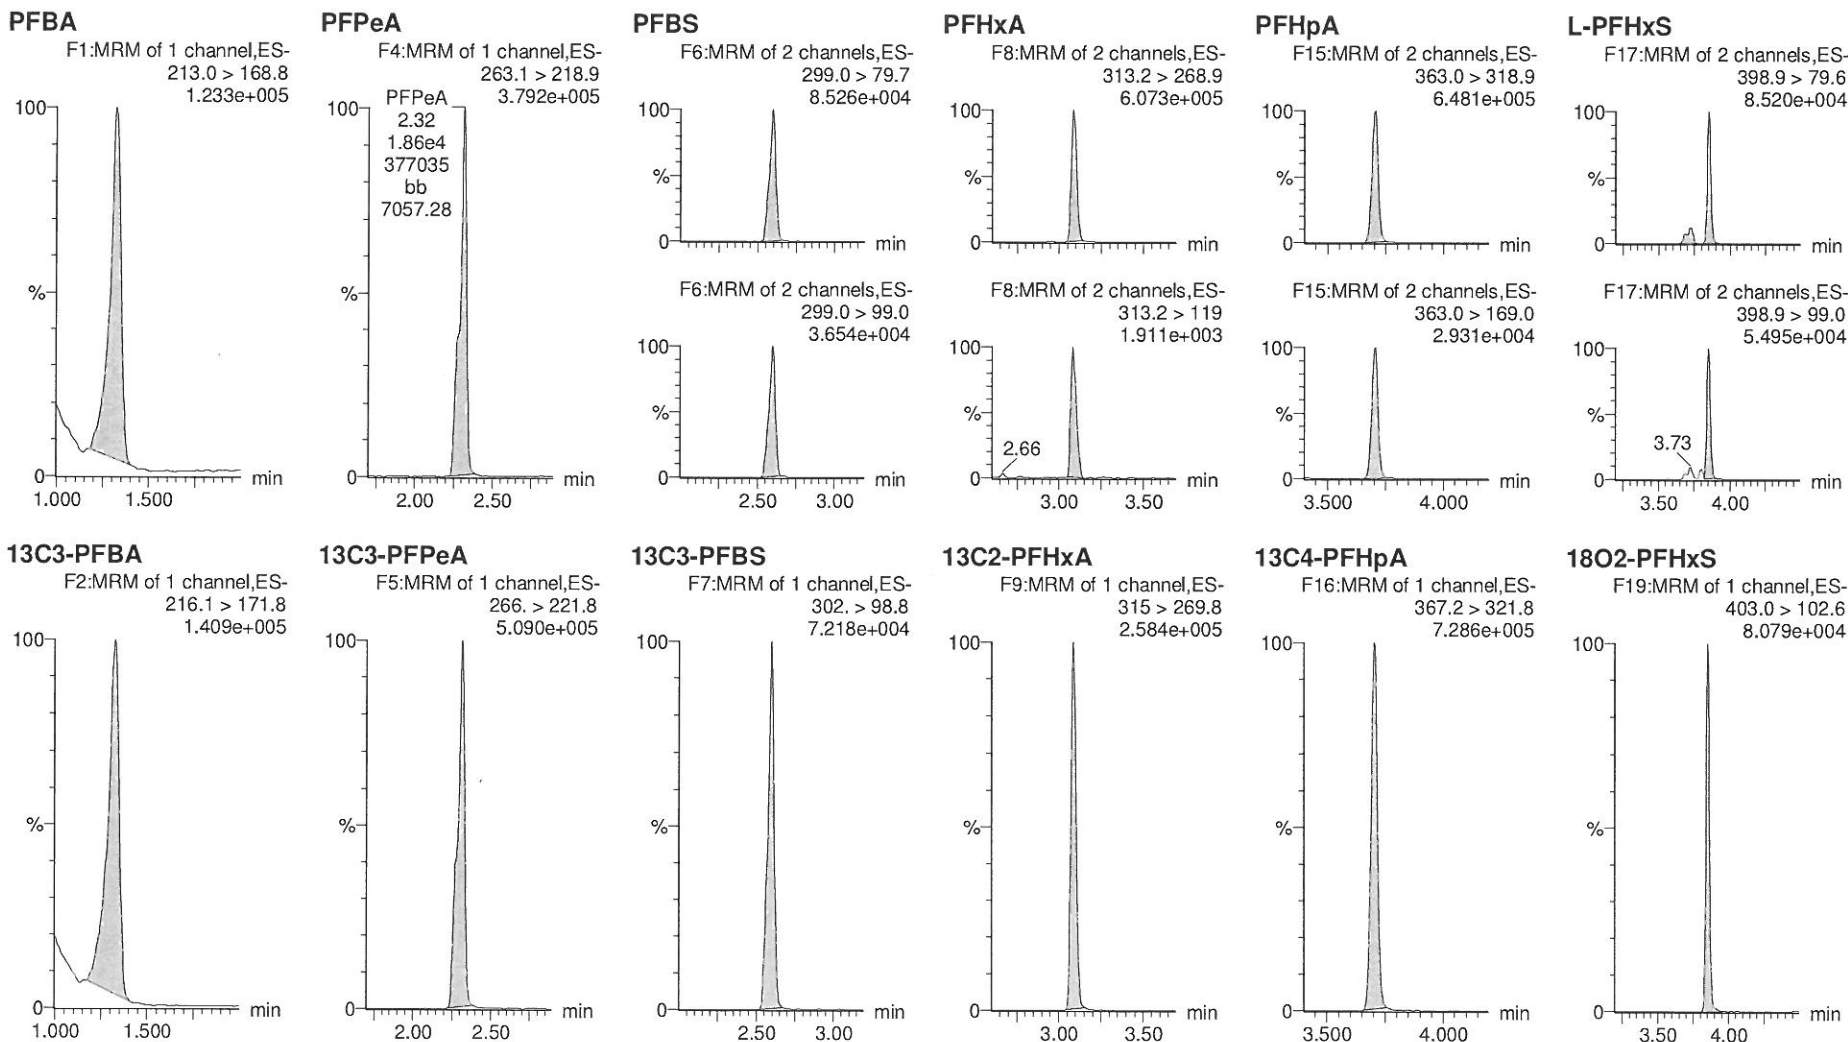 PFBA
F1:MRM of 1 channel,ES-
213.0 > 168.8
1.233e+005
100
%
0
min
1.000 1.500
PFPeA
F4:MRM of 1 channel,ES-
263.1 > 218.9
3.792e+005
PFPeA
2.32
1.86e4
377035
bb
7057.28
100
%
0
min
2.00 2.50
PFBS
F6:MRM of 2 channels,ES-
299.0 > 79.7
8.526e+004
100
%
0
min
F6:MRM of 2 channels,ES-
299.0 > 99.0
3.654e+004
100
%
0
min
2.50 3.00
PFHxA
F8:MRM of 2 channels,ES-
313.2 > 268.9
6.073e+005
100
%
0
min
F8:MRM of 2 channels,ES-
313.2 > 119
1.911e+003
100
%
2.66
0
min
3.00 3.50
PFHpA
F15:MRM of 2 channels,ES-
363.0 > 318.9
6.481e+005
100
%
0
min
F15:MRM of 2 channels,ES-
363.0 > 169.0
2.931e+004
100
%
0
min
3.500 4.000
L-PFHxS
F17:MRM of 2 channels,ES-
398.9 > 79.6
8.520e+004
100
%
0
min
F17:MRM of 2 channels,ES-
398.9 > 99.0
5.495e+004
100
%
3.73
0
min
3.50 4.00
13C3-PFBA
F2:MRM of 1 channel,ES-
216.1 > 171.8
1.409e+005
100
%
0
min
1.000 1.500
13C3-PFPeA
F5:MRM of 1 channel,ES-
266. > 221.8
5.090e+005
100
%
0
min
2.00 2.50
13C3-PFBS
F7:MRM of 1 channel,ES-
302. > 98.8
7.218e+004
100
%
0
min
2.50 3.00
13C2-PFHxA
F9:MRM of 1 channel,ES-
315 > 269.8
2.584e+005
100
%
0
min
3.00 3.50
13C4-PFHpA
F16:MRM of 1 channel,ES-
367.2 > 321.8
7.286e+005
100
%
0
min
3.500 4.000
18O2-PFHxS
F19:MRM of 1 channel,ES-
403.0 > 102.6
8.079e+004
100
%
0
min
3.50 4.00